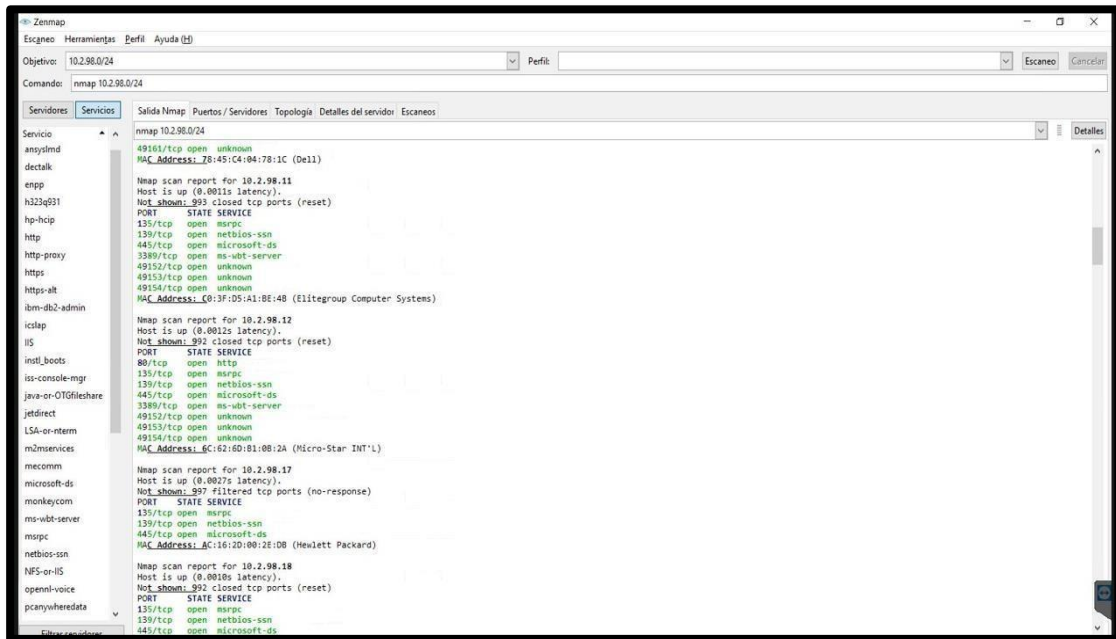 Zenmap
Escaneo Herramientas Perfil Ayuda (H)
Objetivo: 10.2.98.0/24 Perfil: Escaneo Cancelar
Comando: nmap 10.2.98.0/24
Servidores Servicios
Salida Nmap Puertos / Servidores Topología Detalles del servidor Escaneos
Servicio
ansyslmd
dectalk
enpp
h323q931
hp-hcip
http
http-proxy
https
https-alt
ibm-db2-admin
icslap
IIS
instl_boots
iss-console-mgr
java-or-OTGfileshare
jetdirect
LSA-or-nterm
m2mservices
mecomm
microsoft-ds
monkeycom
ms-wbt-server
msrpc
netbios-ssn
NFS-or-IIS
opennl-voice
pcanywheredata
Filtrar servidores
nmap 10.2.98.0/24 Detalles
49161/tcp open unknown
MAC Address: 78:45:C4:04:78:1C (Dell)
Nmap scan report for 10.2.98.11
Host is up (0.0011s latency).
Not shown: 993 closed tcp ports (reset)
PORT STATE SERVICE
135/tcp open msrpc
139/tcp open netbios-ssn
445/tcp open microsoft-ds
3389/tcp open ms-wbt-server
49152/tcp open unknown
49153/tcp open unknown
49154/tcp open unknown
MAC Address: C0:3F:D5:A1:BE:4B (Elitegroup Computer Systems)
Nmap scan report for 10.2.98.12
Host is up (0.0012s latency).
Not shown: 992 closed tcp ports (reset)
PORT STATE SERVICE
80/tcp open http
135/tcp open msrpc
139/tcp open netbios-ssn
445/tcp open microsoft-ds
3389/tcp open ms-wbt-server
49152/tcp open unknown
49153/tcp open unknown
49154/tcp open unknown
MAC Address: 6C:62:6D:B1:0B:2A (Micro-Star INT'L)
Nmap scan report for 10.2.98.17
Host is up (0.0027s latency).
Not shown: 997 filtered tcp ports (no-response)
PORT STATE SERVICE
135/tcp open msrpc
139/tcp open netbios-ssn
445/tcp open microsoft-ds
MAC Address: AC:16:2D:00:2E:DB (Hewlett Packard)
Nmap scan report for 10.2.98.18
Host is up (0.0010s latency).
Not shown: 992 closed tcp ports (reset)
PORT STATE SERVICE
135/tcp open msrpc
139/tcp open netbios-ssn
445/tcp open microsoft-ds